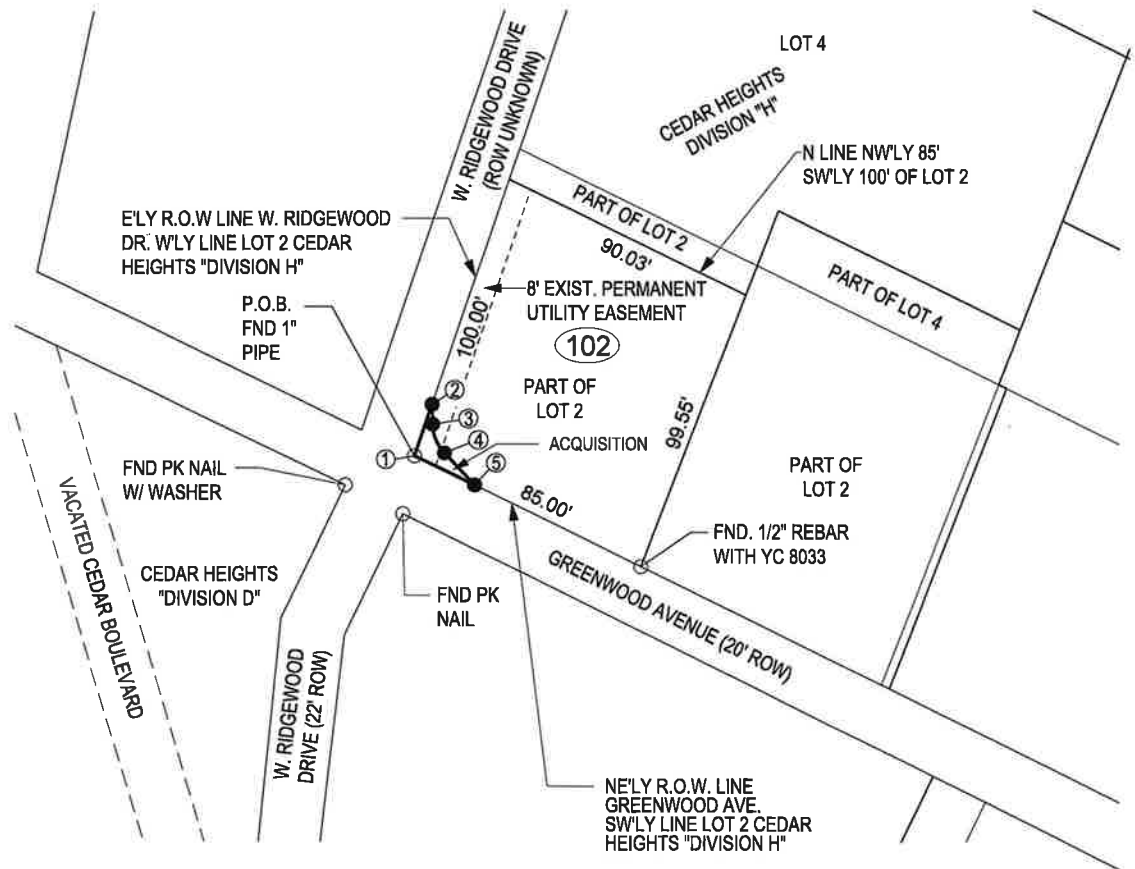 LOT 4
CEDAR HEIGHTS
DIVISION "H"
W. RIDGEWOOD DRIVE
(ROW UNKNOWN)
N LINE NW'LY 85'
SW'LY 100' OF LOT 2
PART OF LOT 2
90.03'
PART OF LOT 4
E'LY R.O.W LINE W. RIDGEWOOD
DR. W'LY LINE LOT 2 CEDAR
HEIGHTS "DIVISION H"
8' EXIST. PERMANENT
UTILITY EASEMENT
102
100.00'
P.O.B.
FND 1"
PIPE
PART OF
LOT 2
99.55'
2
3
4
ACQUISITION
1
5
85.00'
PART OF
LOT 2
FND PK NAIL
W/ WASHER
FND. 1/2" REBAR
WITH YC 8033
VACATED CEDAR BOULEVARD
CEDAR HEIGHTS
"DIVISION D"
FND PK
NAIL
GREENWOOD AVENUE (20' ROW)
W. RIDGEWOOD
DRIVE (22' ROW)
NE'LY R.O.W. LINE
GREENWOOD AVE.
SW'LY LINE LOT 2 CEDAR
HEIGHTS "DIVISION H"